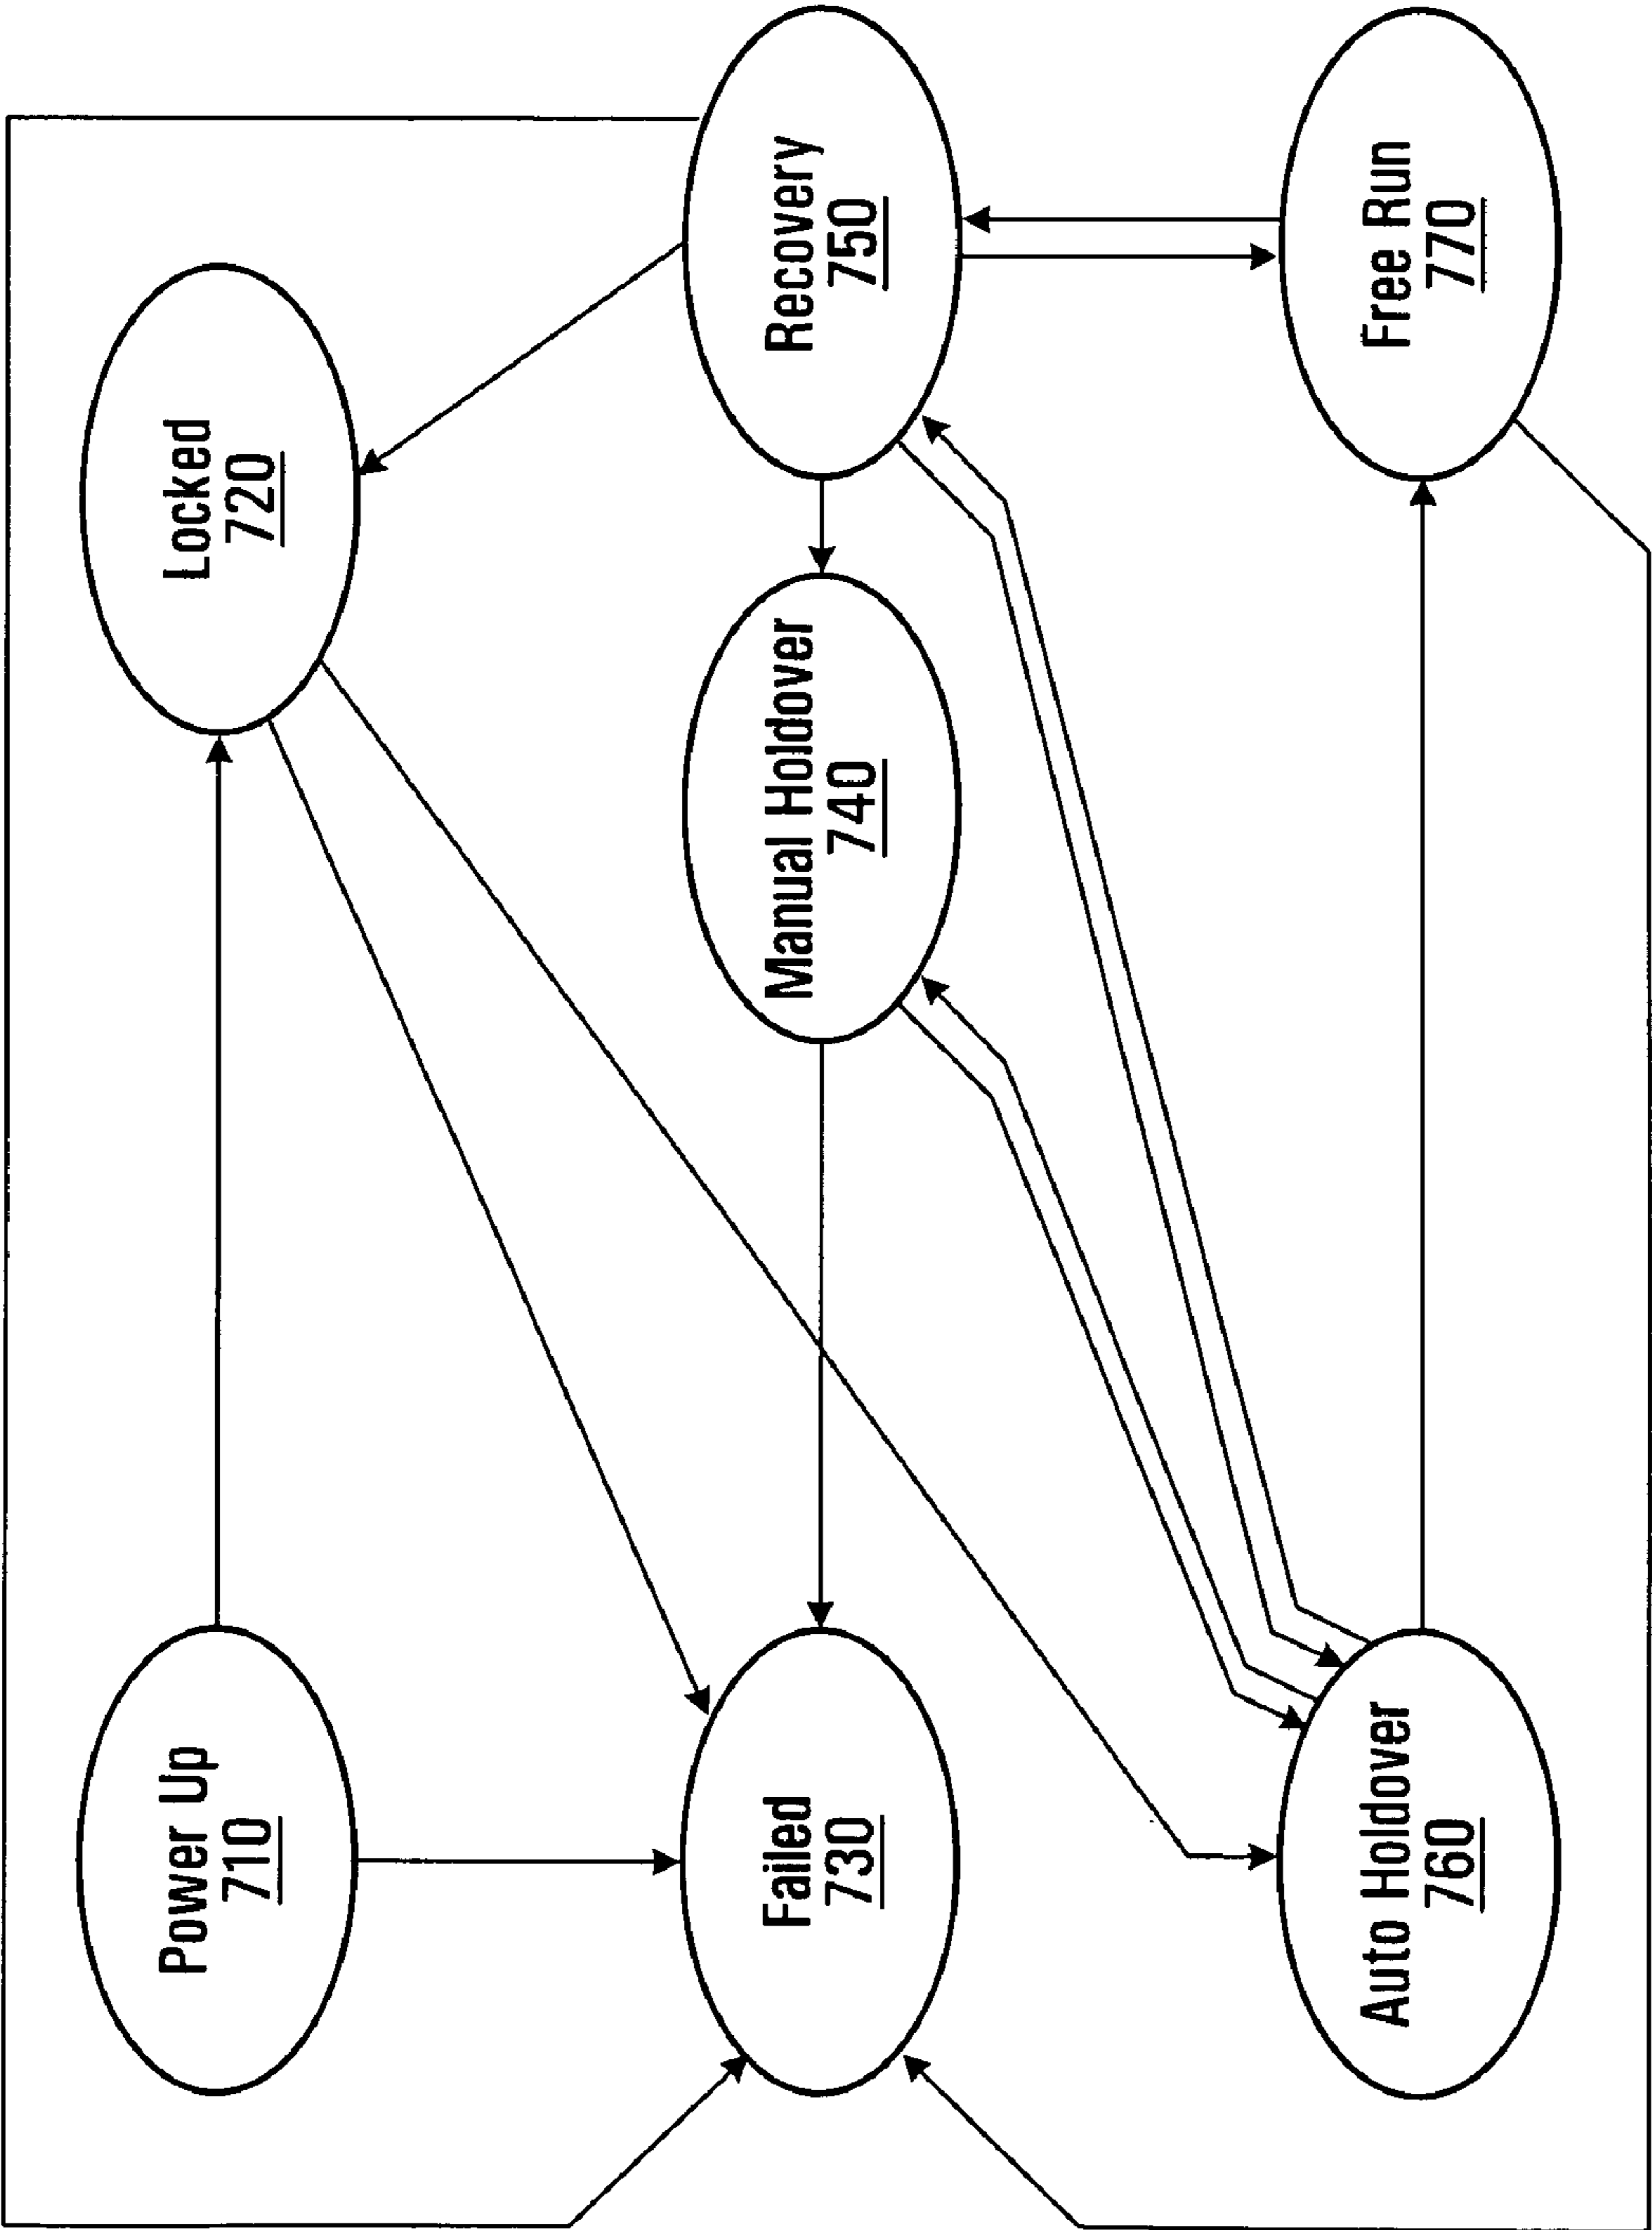 Power Up
710
Locked
720
Failed
730
Manual Holdover
740
Recovery
750
Auto Holdover
760
Free Run
770